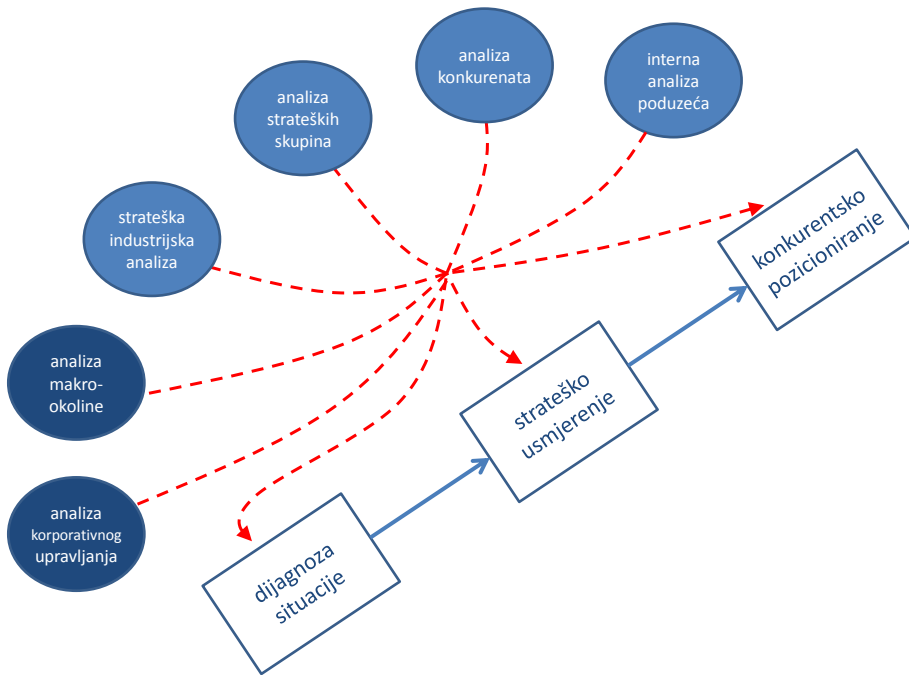 analiza
konkurenata
interna
analiza
poduzeća
analiza
strateških
skupina
strateška
industrijska
analiza
konkurentsko
pozicioniranje
analiza
makro-
okoline
strateško
usmjerenje
analiza
korporativnog
upravljanja
dijagnoza
situacije